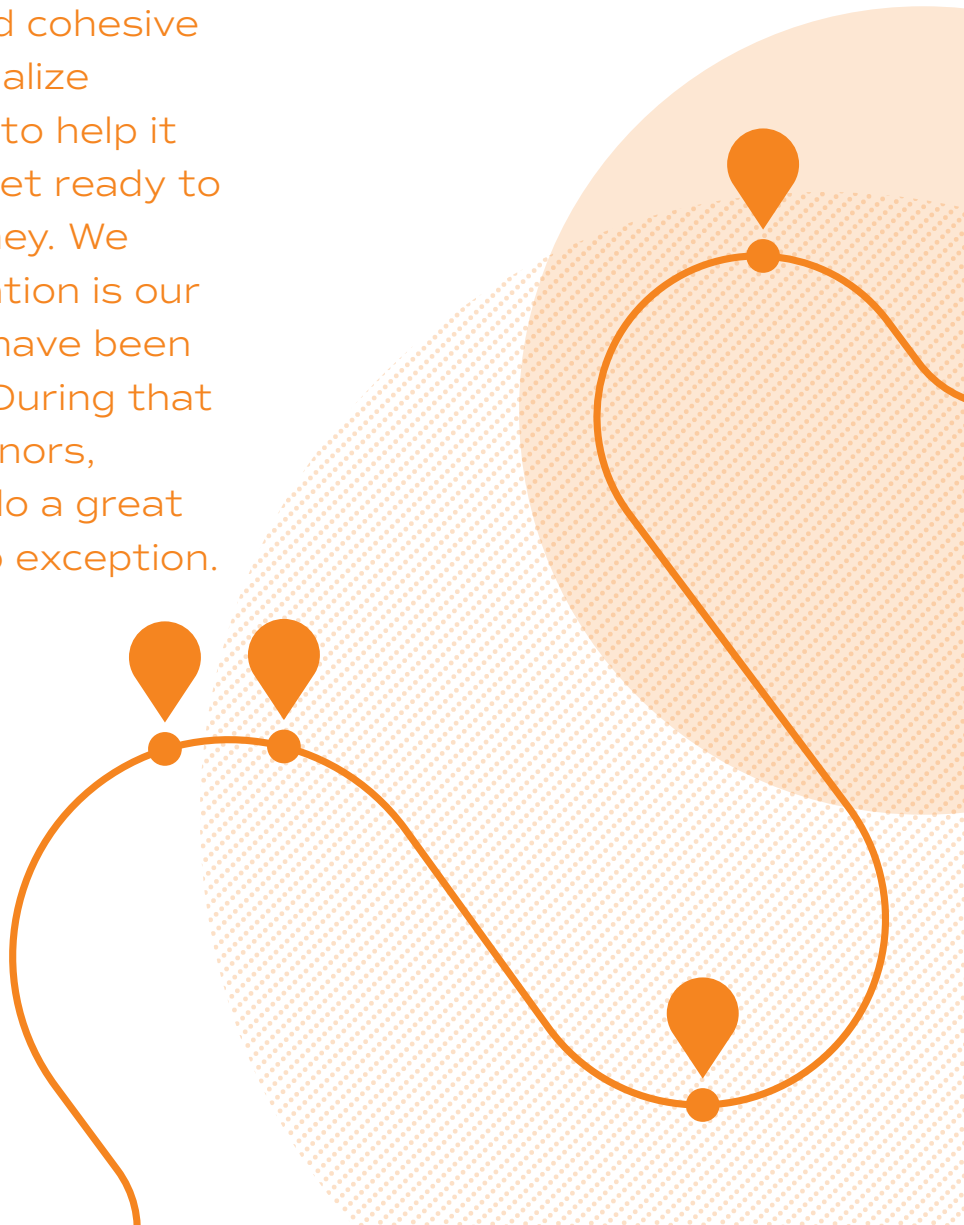 d cohesive
alize
to help it
et ready to
ey. We
tion is our
have been
During that
nors,
do a great
o exception.